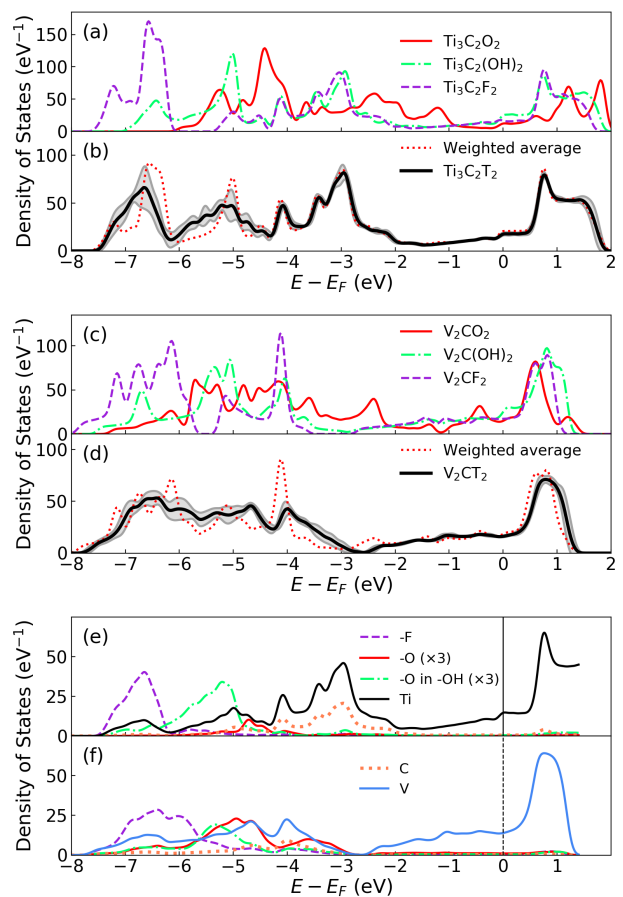 (a)
Ti₃C₂O₂
Ti₃C₂(OH)₂
Ti₃C₂F₂
150
100
50
0
(b)
Weighted average
Ti₃C₂T₂
100
50
0
Density of States (eV⁻¹)
−8 −7 −6 −5 −4 −3 −2 −1 0 1 2
E − E_F (eV)
(c)
V₂CO₂
V₂C(OH)₂
V₂CF₂
100
50
0
(d)
Weighted average
V₂CT₂
100
50
0
Density of States (eV⁻¹)
−8 −7 −6 −5 −4 −3 −2 −1 0 1 2
E − E_F (eV)
(e)
-F
-O (×3)
-O in -OH (×3)
Ti
50
25
0
(f)
C
V
50
25
0
Density of States (eV⁻¹)
−8 −7 −6 −5 −4 −3 −2 −1 0 1 2
E − E_F (eV)